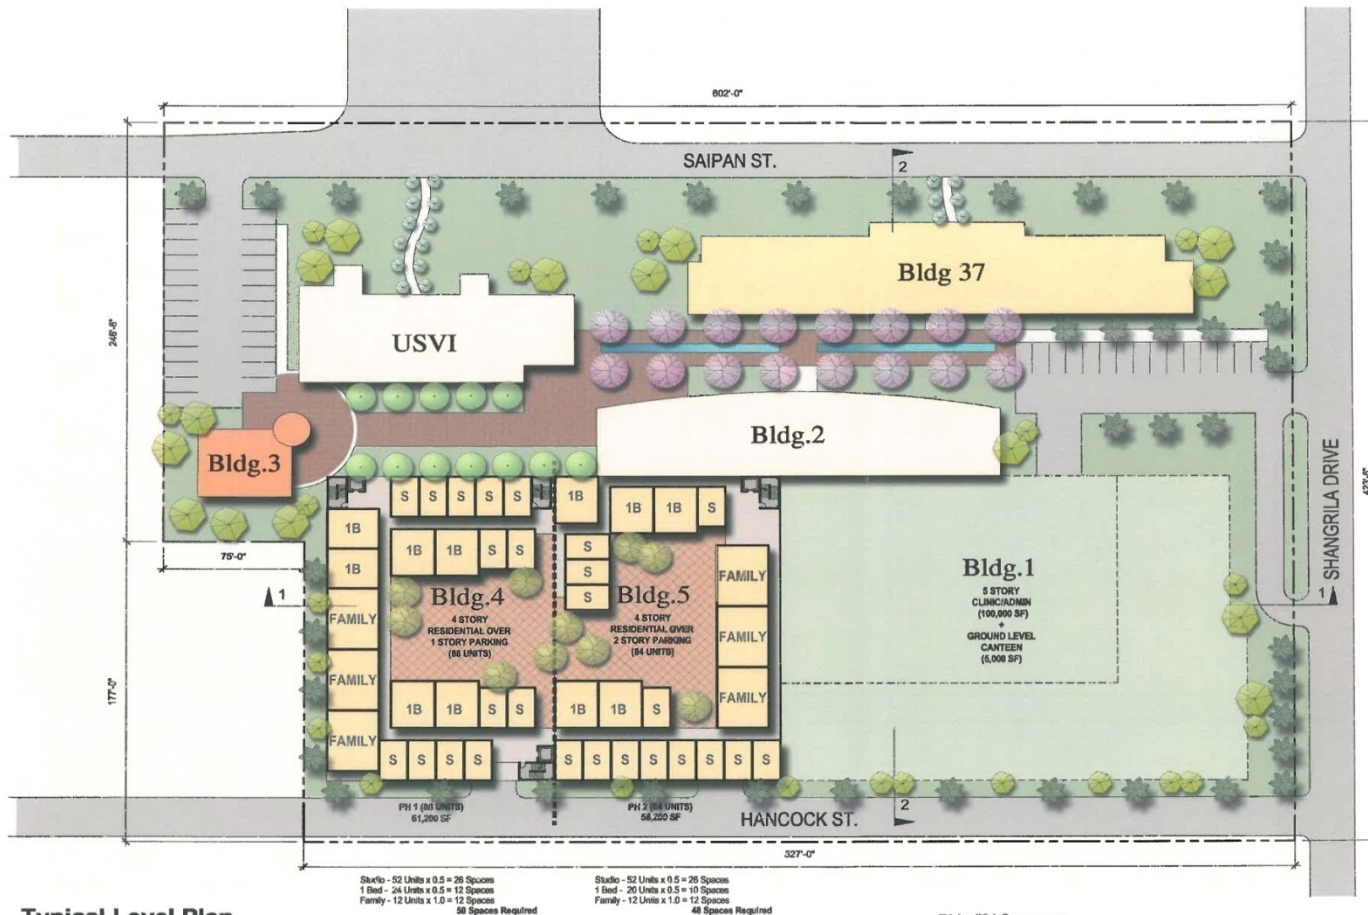 602'-0"
SAIPAN ST.
2
246'-8"
Bldg 37
USVI
Bldg.2
Bldg.3
SHANGRILA DRIVE
75'-0"
1
S S S S S
1B
1B 1B S
1B
1B
1B 1B S S
S
S
S
FAMILY
FAMILY
FAMILY
FAMILY
FAMILY
FAMILY
Bldg.4
4 STORY
RESIDENTIAL OVER
1 STORY PARKING
(86 UNITS)
Bldg.5
4 STORY
RESIDENTIAL OVER
2 STORY PARKING
(84 UNITS)
Bldg.1
5 STORY
CLINIC/ADMIN
(100,000 SF)
+
GROUND LEVEL
CANTEEN
(5,000 SF)
1
177'-0"
1B 1B S S
1B 1B S
S S S S
S S S S S S S S
PH 1 (86 UNITS)
61,200 SF
PH 2 (84 UNITS)
58,200 SF
HANCOCK ST.
2
327'-0"
Studio - 52 Units x 0.5 = 26 Spaces
1 Bed - 24 Units x 0.5 = 12 Spaces
Family - 12 Units x 1.0 = 12 Spaces
50 Spaces Required
Studio - 52 Units x 0.5 = 26 Spaces
1 Bed - 20 Units x 0.5 = 10 Spaces
Family - 12 Units x 1.0 = 12 Spaces
48 Spaces Required
Typical Level Plan